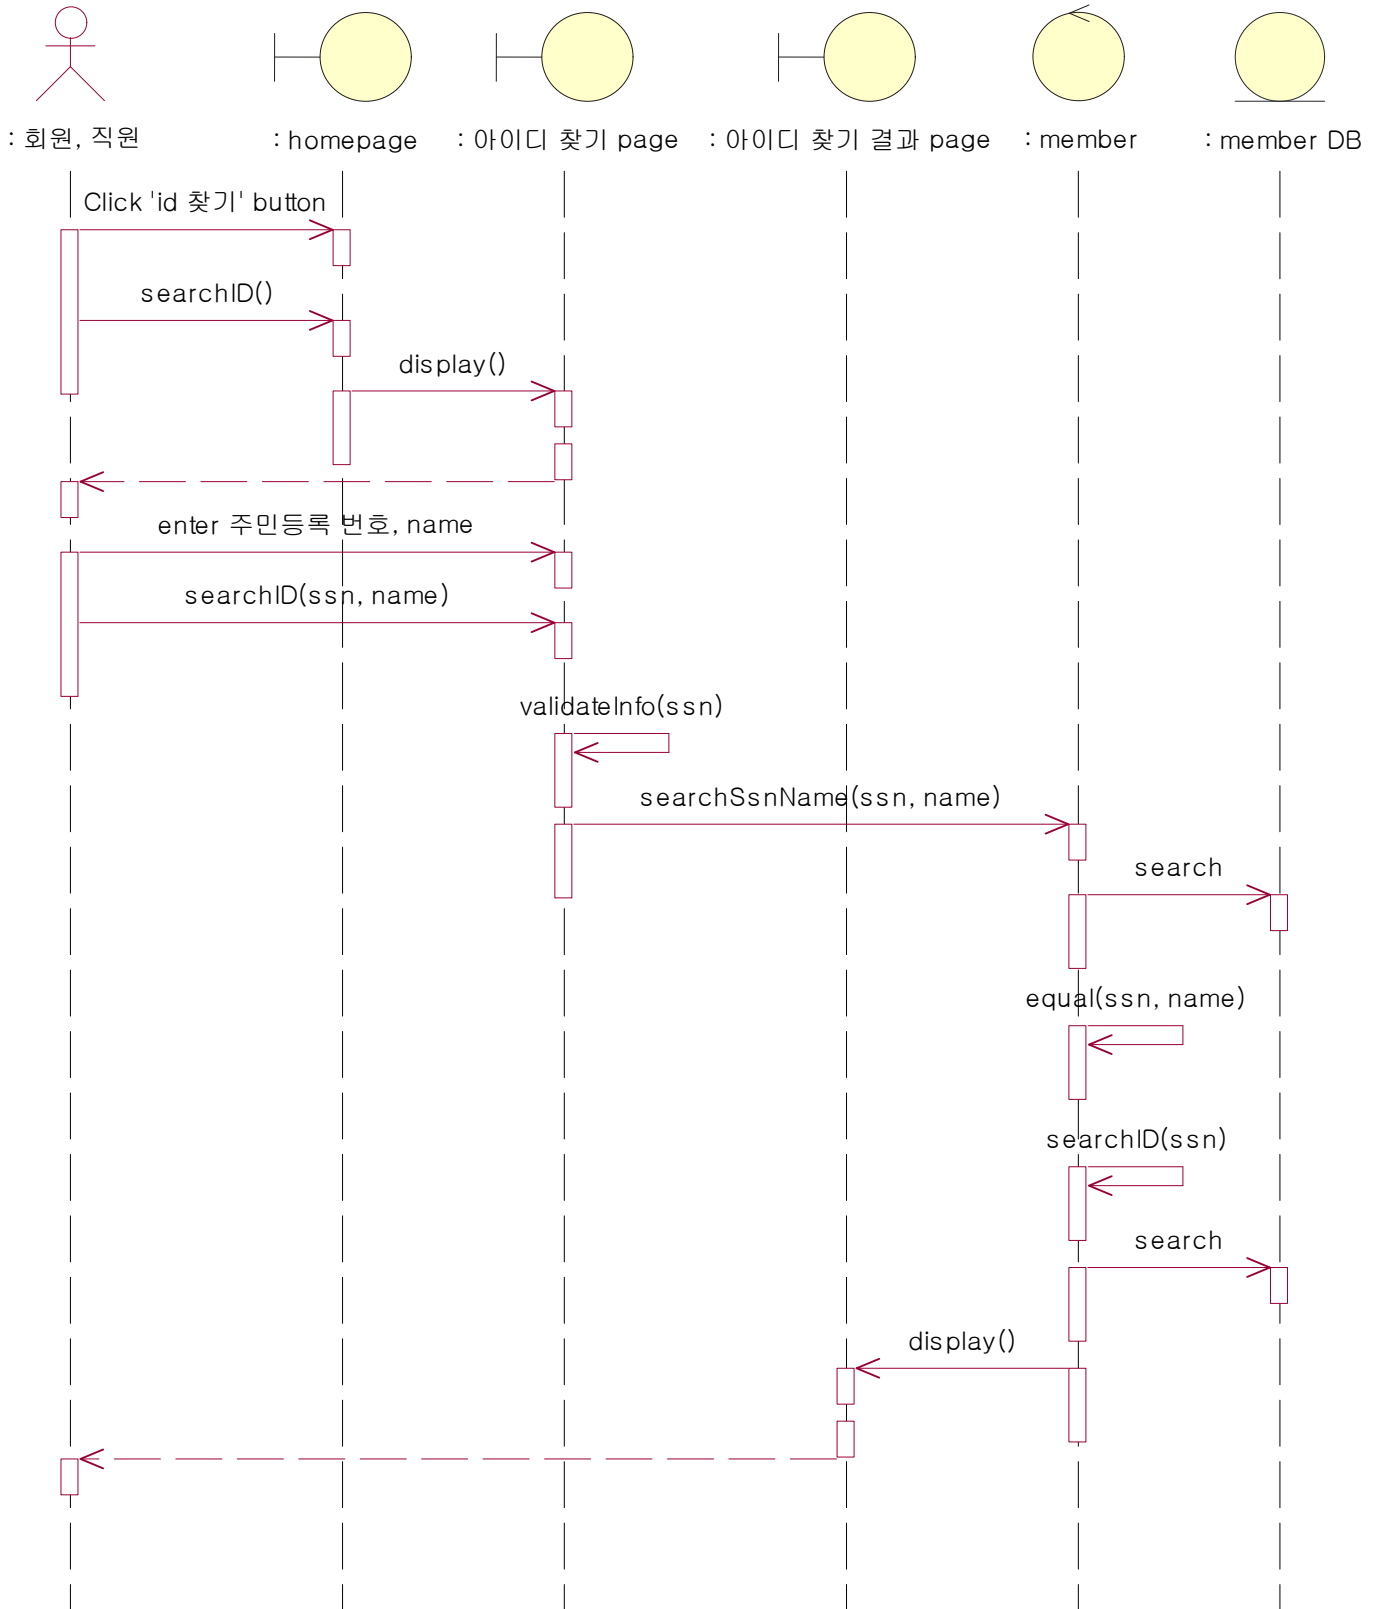 : 회원, 직원
: homepage
: 아이디 찾기 page
: 아이디 찾기 결과 page
: member
: member DB
Click 'id 찾기' button
searchID()
display()
enter 주민등록 번호, name
searchID(ssn, name)
validateInfo(ssn)
searchSsnName(ssn, name)
search
equal(ssn, name)
searchID(ssn)
search
display()